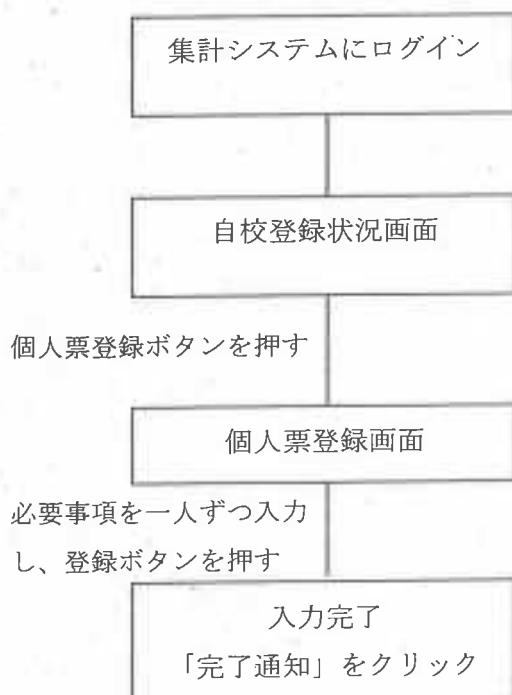 集計システムにログイン
自校登録状況画面
個人票登録ボタンを押す
個人票登録画面
必要事項を一人ずつ入力
し、登録ボタンを押す
入力完了
「完了通知」をクリック